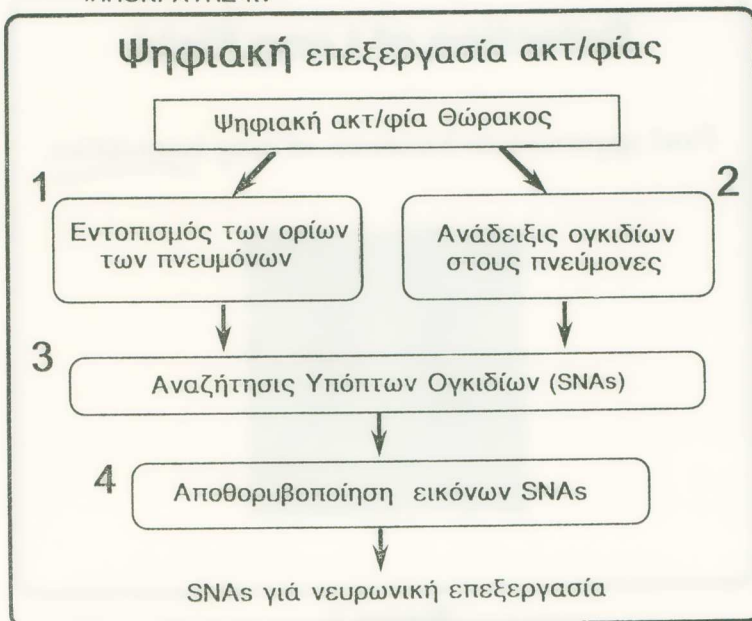 Ψηφιακή επεξεργασία ακτ/φίας
Ψηφιακή ακτ/φία Θώρακος
1
Εντοπισμός των ορίων
των πνευμόνων
2
Ανάδειξις ογκιδίων
στους πνεύμονες
3
Αναζήτησις Υπόπτων Ογκιδίων (SNAs)
4
Αποθορυβοποίηση εικόνων SNAs
SNAs γιά νευρωνική επεξεργασία